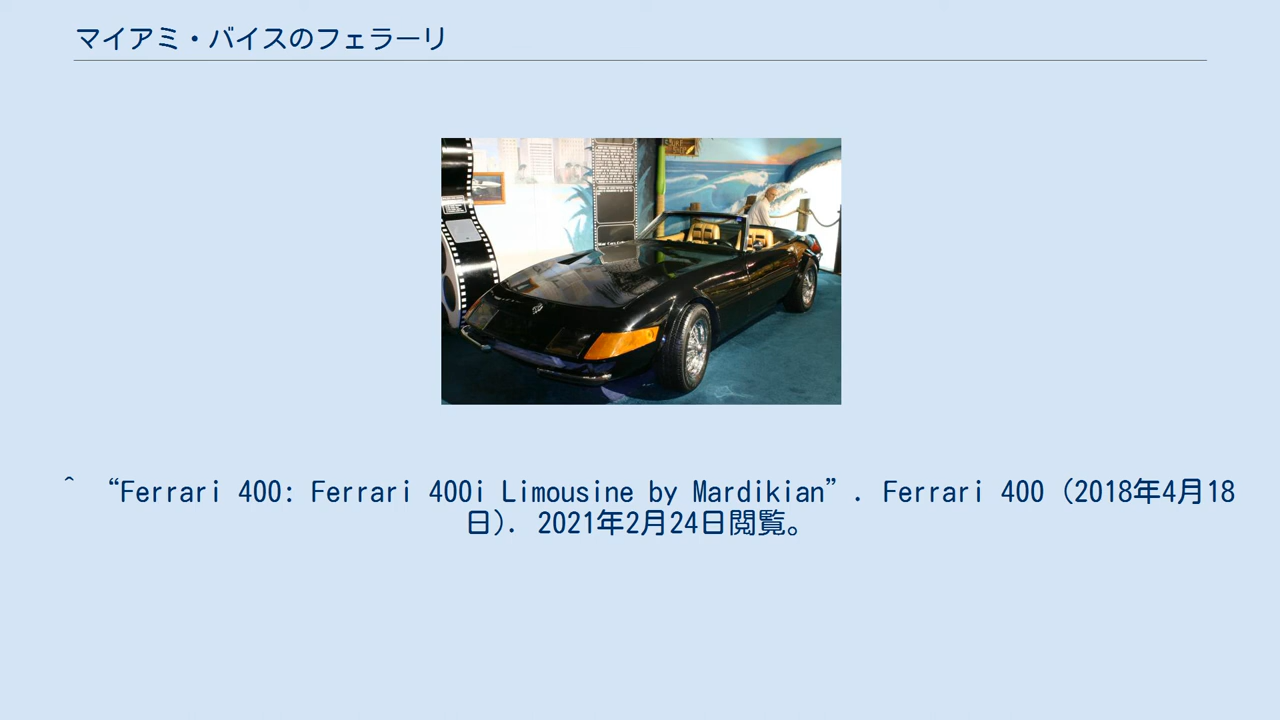 マイアミ・バイスのフェラーリ
^ “Ferrari 400: Ferrari 400i Limousine by Mardikian”. Ferrari 400 (2018年4月18
日). 2021年2月24日閲覧。